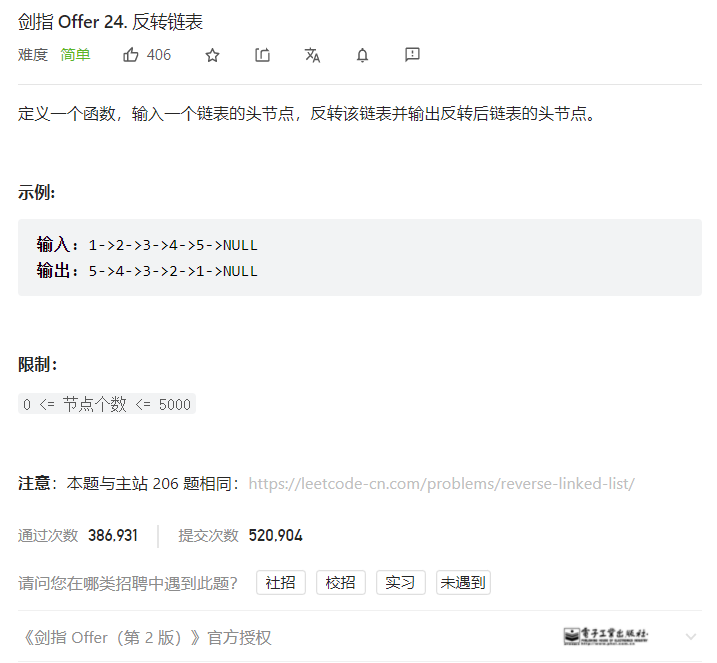 剑指 Offer 24. 反转链表
难度 简单 406
定义一个函数，输入一个链表的头节点，反转该链表并输出反转后链表的头节点。
示例:
输入: 1->2->3->4->5->NULL
输出: 5->4->3->2->1->NULL
限制：
0 <= 节点个数 <= 5000
注意：本题与主站 206 题相同：https://leetcode-cn.com/problems/reverse-linked-list/
通过次数 386,931 提交次数 520,904
请问您在哪类招聘中遇到此题？ 社招 校招 实习 未遇到
《剑指 Offer（第 2 版）》官方授权 电子工业出版社